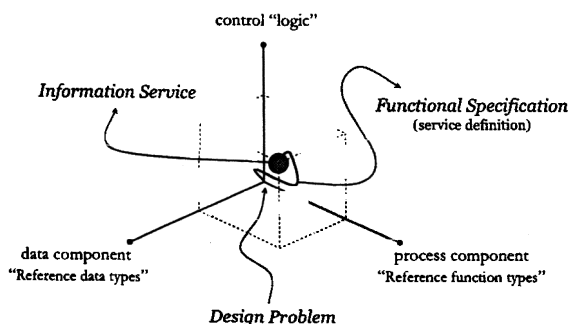 control “logic”
Information Service
Functional Specification
(service definition)
data component
“Reference data types”
process component
“Reference function types”
Design Problem